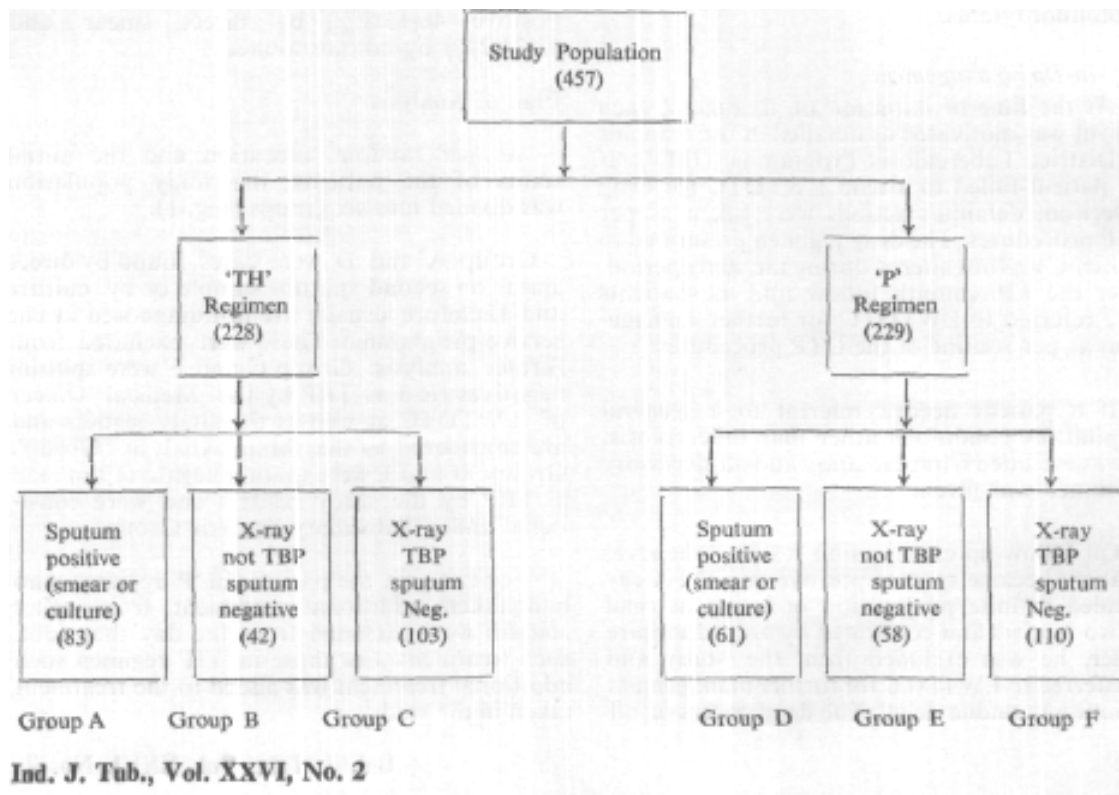 Study Population
(457)
'TH'
Regimen
(228)
'P'
Regimen
(229)
Sputum
positive
(smear or
culture)
(83)
X-ray
not TBP
sputum
negative
(42)
X-ray
TBP
sputum
Neg.
(103)
Sputum
positive
(smear or
culture)
(61)
X-ray
not TBP
sputum
negative
(58)
X-ray
TBP
sputum
Neg.
(110)
Group A
Group B
Group C
Group D
Group E
Group F
Ind. J. Tub., Vol. XXVI, No. 2